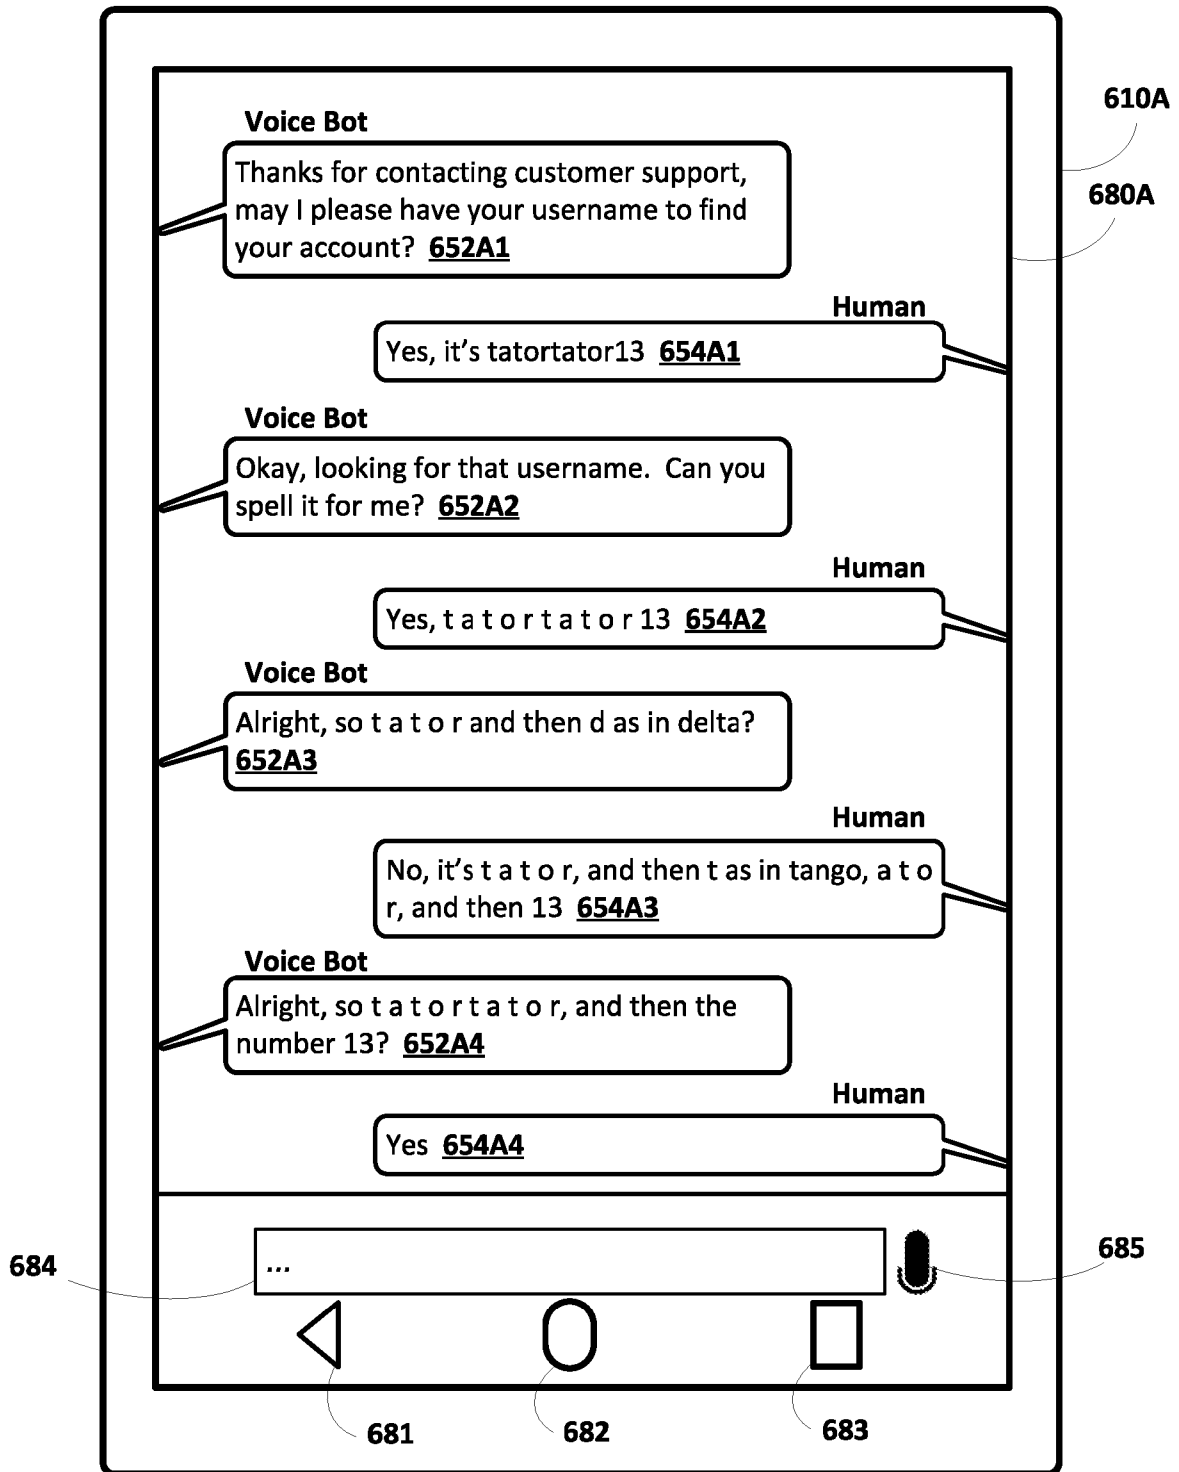 Voice Bot
610A
Thanks for contacting customer support,
680A
may I please have your username to find
your account?  652A1
Human
Yes, it's tatortator13  654A1
Voice Bot
Okay, looking for that username.  Can you
spell it for me?  652A2
Human
Yes, t a t o r t a t o r 13  654A2
Voice Bot
Alright, so t a t o r and then d as in delta?
652A3
Human
No, it's t a t o r, and then t as in tango, a t o
r, and then 13  654A3
Voice Bot
Alright, so t a t o r t a t o r, and then the
number 13?  652A4
Human
Yes  654A4
684
...
685
681
682
683